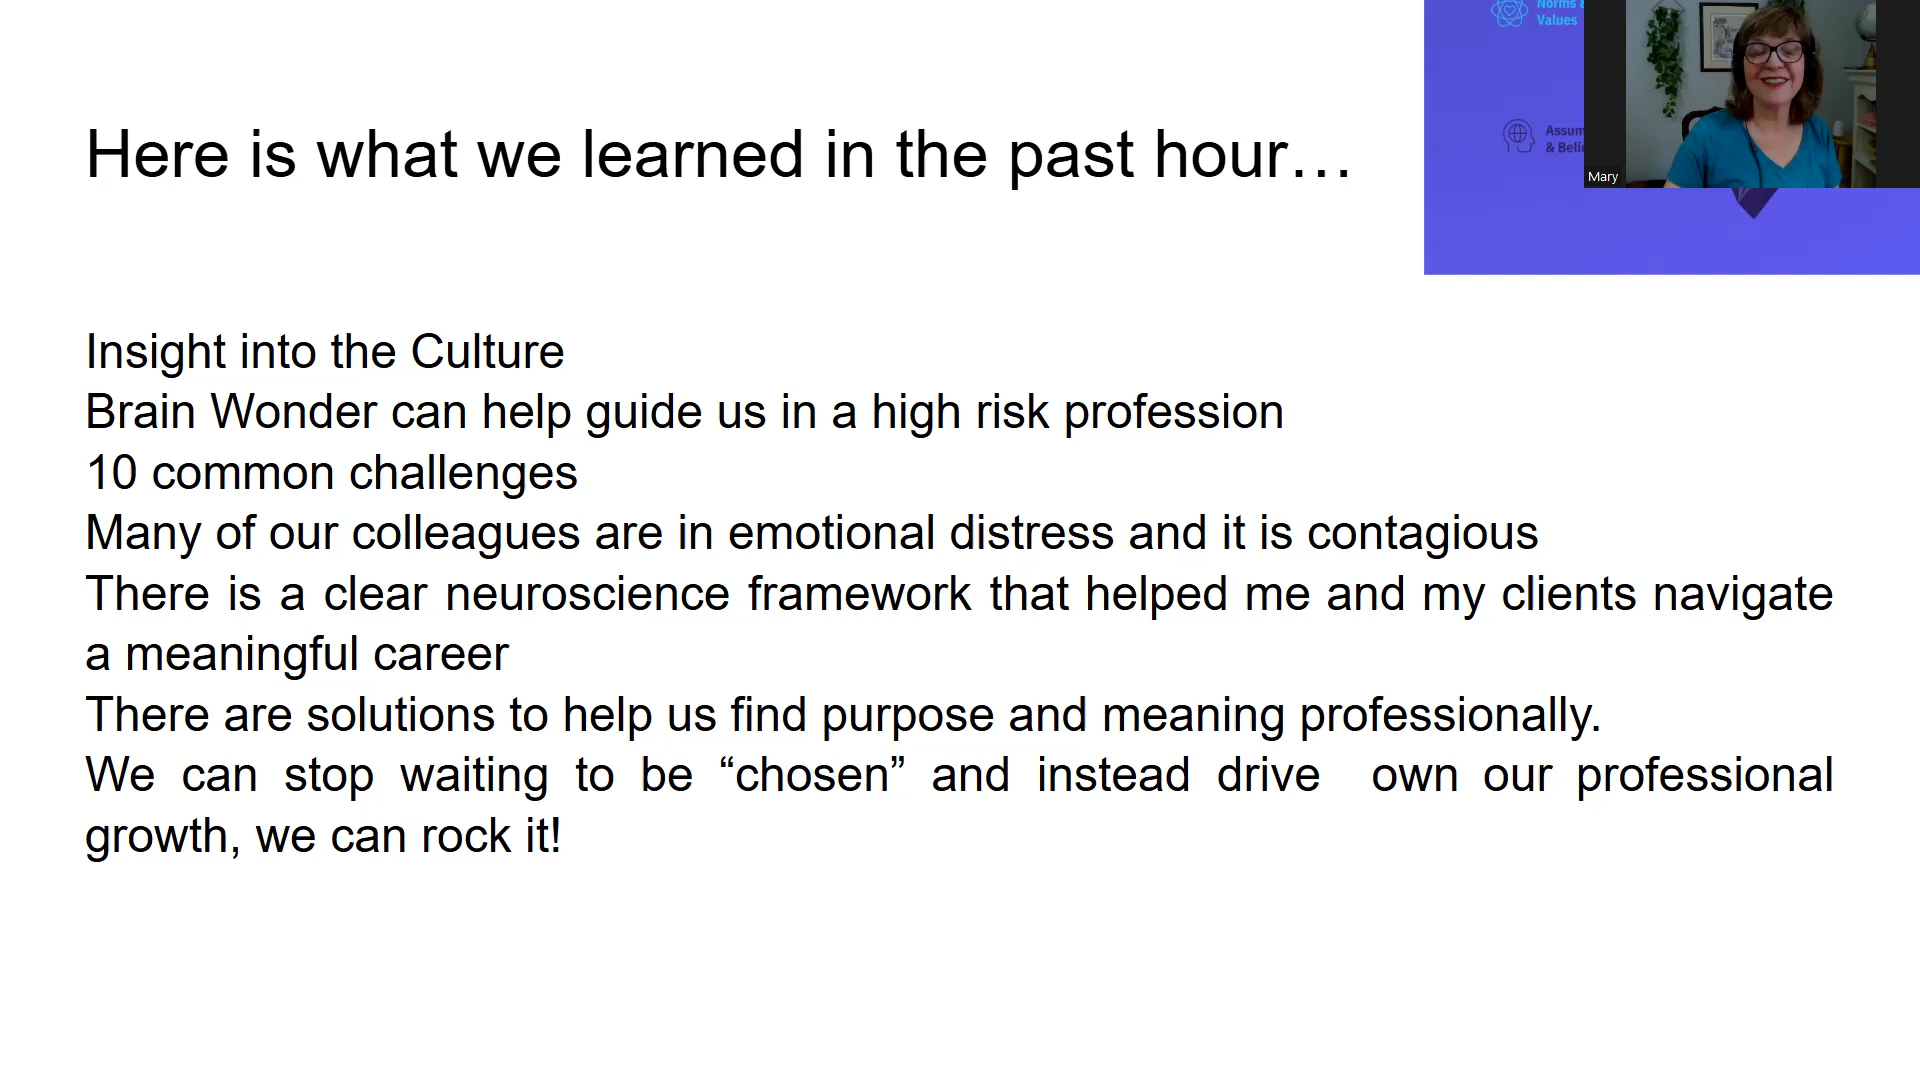 Here is what we learned in the past hour…
Norms &
Values
Assum
& Belie
Mary
Insight into the Culture
Brain Wonder can help guide us in a high risk profession
10 common challenges
Many of our colleagues are in emotional distress and it is contagious
There is a clear neuroscience framework that helped me and my clients navigate
a meaningful career
There are solutions to help us find purpose and meaning professionally.
We can stop waiting to be “chosen” and instead drive own our professional
growth, we can rock it!